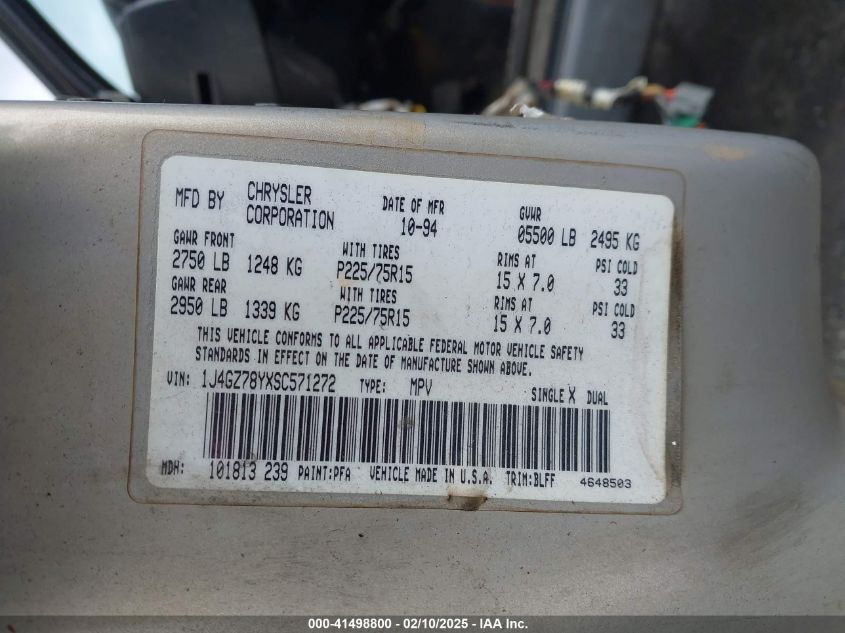 MFD BY CHRYSLER CORPORATION DATE OF MFR 10-94 GVWR 05500 LB 2495 KG
GAWR FRONT WITH TIRES RIMS AT PSI COLD
2750 LB 1248 KG P225/75R15 15 X 7.0 33
GAWR REAR WITH TIRES RIMS AT PSI COLD
2950 LB 1339 KG P225/75R15 15 X 7.0 33
THIS VEHICLE CONFORMS TO ALL APPLICABLE FEDERAL MOTOR VEHICLE SAFETY
STANDARDS IN EFFECT ON THE DATE OF MANUFACTURE SHOWN ABOVE.
VIN: 1J4GZ78YXSC571272 TYPE: MPV SINGLE X DUAL
MDH: 101813 239 PAINT:PFA VEHICLE MADE IN U.S.A. TRIM:BLFF 4648503
000-41498800 - 02/10/2025 - IAA Inc.